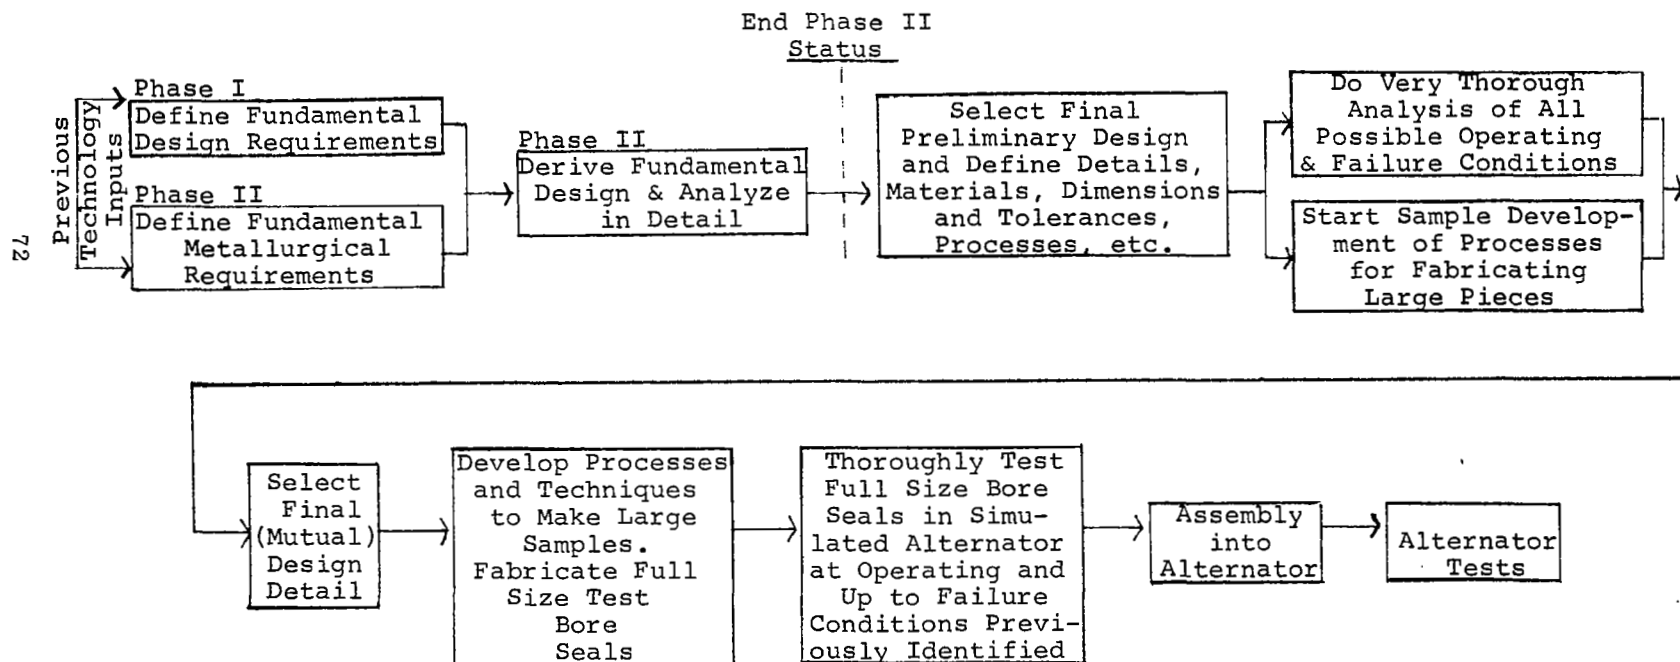 End Phase II
Status
72
Previous
Technology
Inputs
Phase I
Define Fundamental
Design Requirements
Phase II
Define Fundamental
Metallurgical
Requirements
Phase II
Derive Fundamental
Design & Analyze
in Detail
Select Final
Preliminary Design
and Define Details,
Materials, Dimensions
and Tolerances,
Processes, etc.
Do Very Thorough
Analysis of All
Possible Operating
& Failure Conditions
Start Sample Develop-
ment of Processes
for Fabricating
Large Pieces
Select
Final
(Mutual)
Design
Detail
Develop Processes
and Techniques
to Make Large
Samples.
Fabricate Full
Size Test
Bore
Seals
Thoroughly Test
Full Size Bore
Seals in Simu-
lated Alternator
at Operating and
Up to Failure
Conditions Previ-
ously Identified
Assembly
into
Alternator
Alternator
Tests